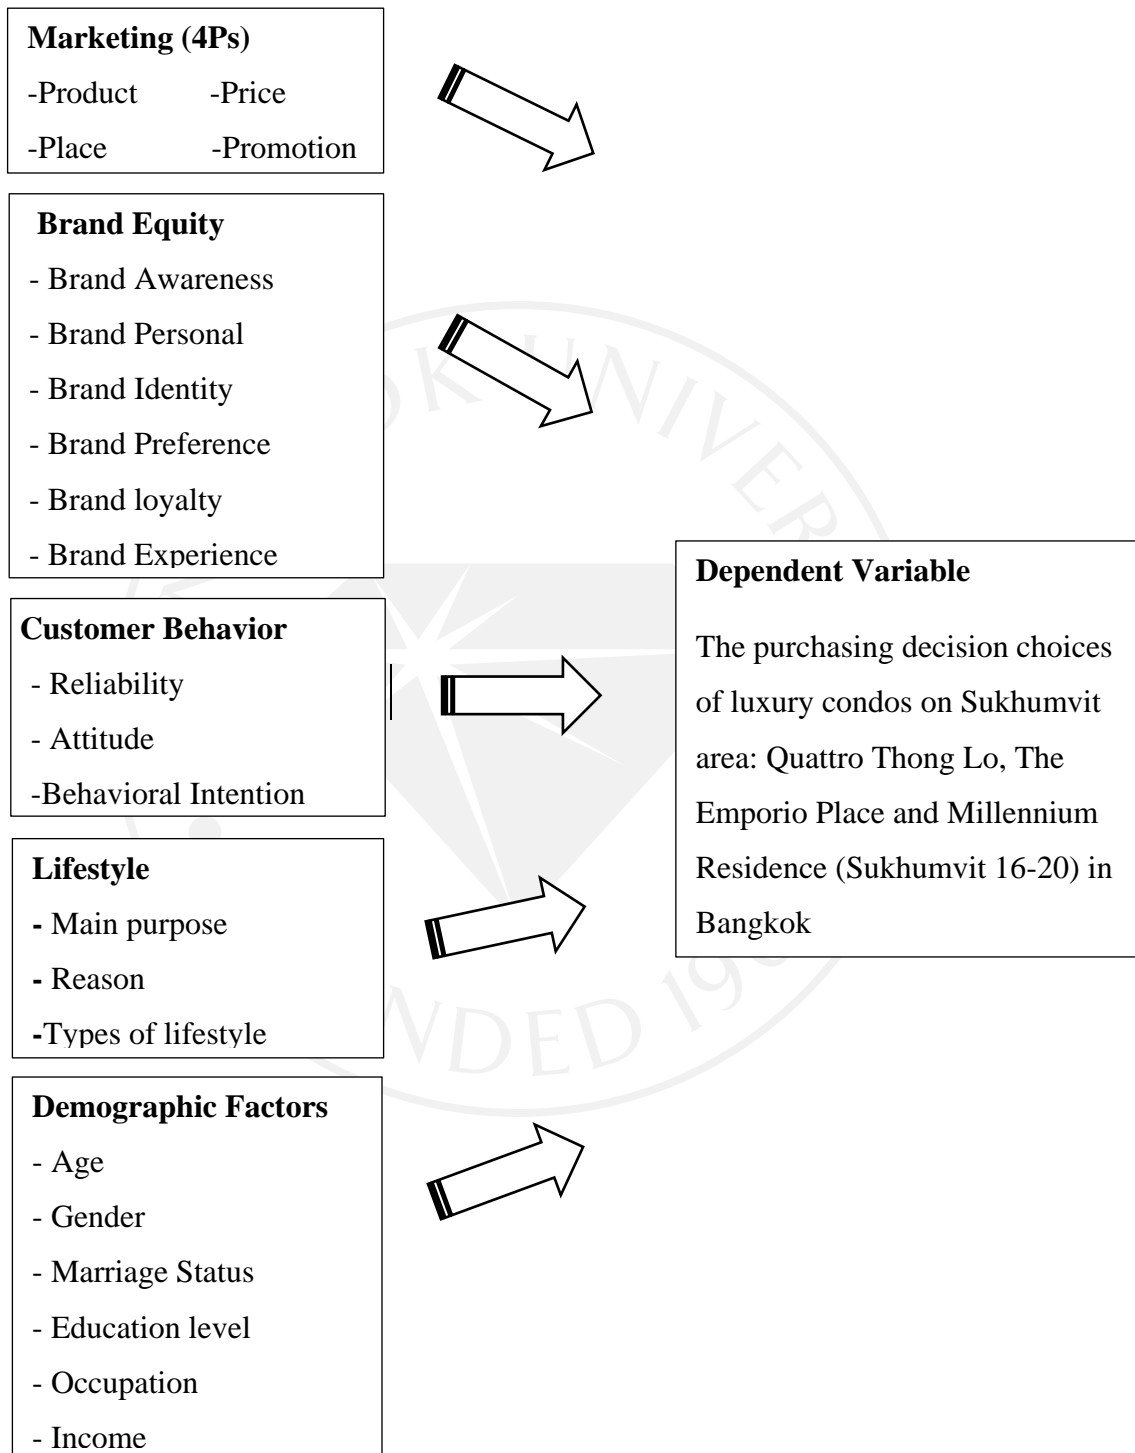 Marketing (4Ps)
-Product -Price
-Place -Promotion
Brand Equity
- Brand Awareness
- Brand Personal
- Brand Identity
- Brand Preference
- Brand loyalty
- Brand Experience
Customer Behavior
- Reliability
- Attitude
-Behavioral Intention
Lifestyle
- Main purpose
- Reason
-Types of lifestyle
Demographic Factors
- Age
- Gender
- Marriage Status
- Education level
- Occupation
- Income
Dependent Variable
The purchasing decision choices
of luxury condos on Sukhumvit
area: Quattro Thong Lo, The
Emporio Place and Millennium
Residence (Sukhumvit 16-20) in
Bangkok